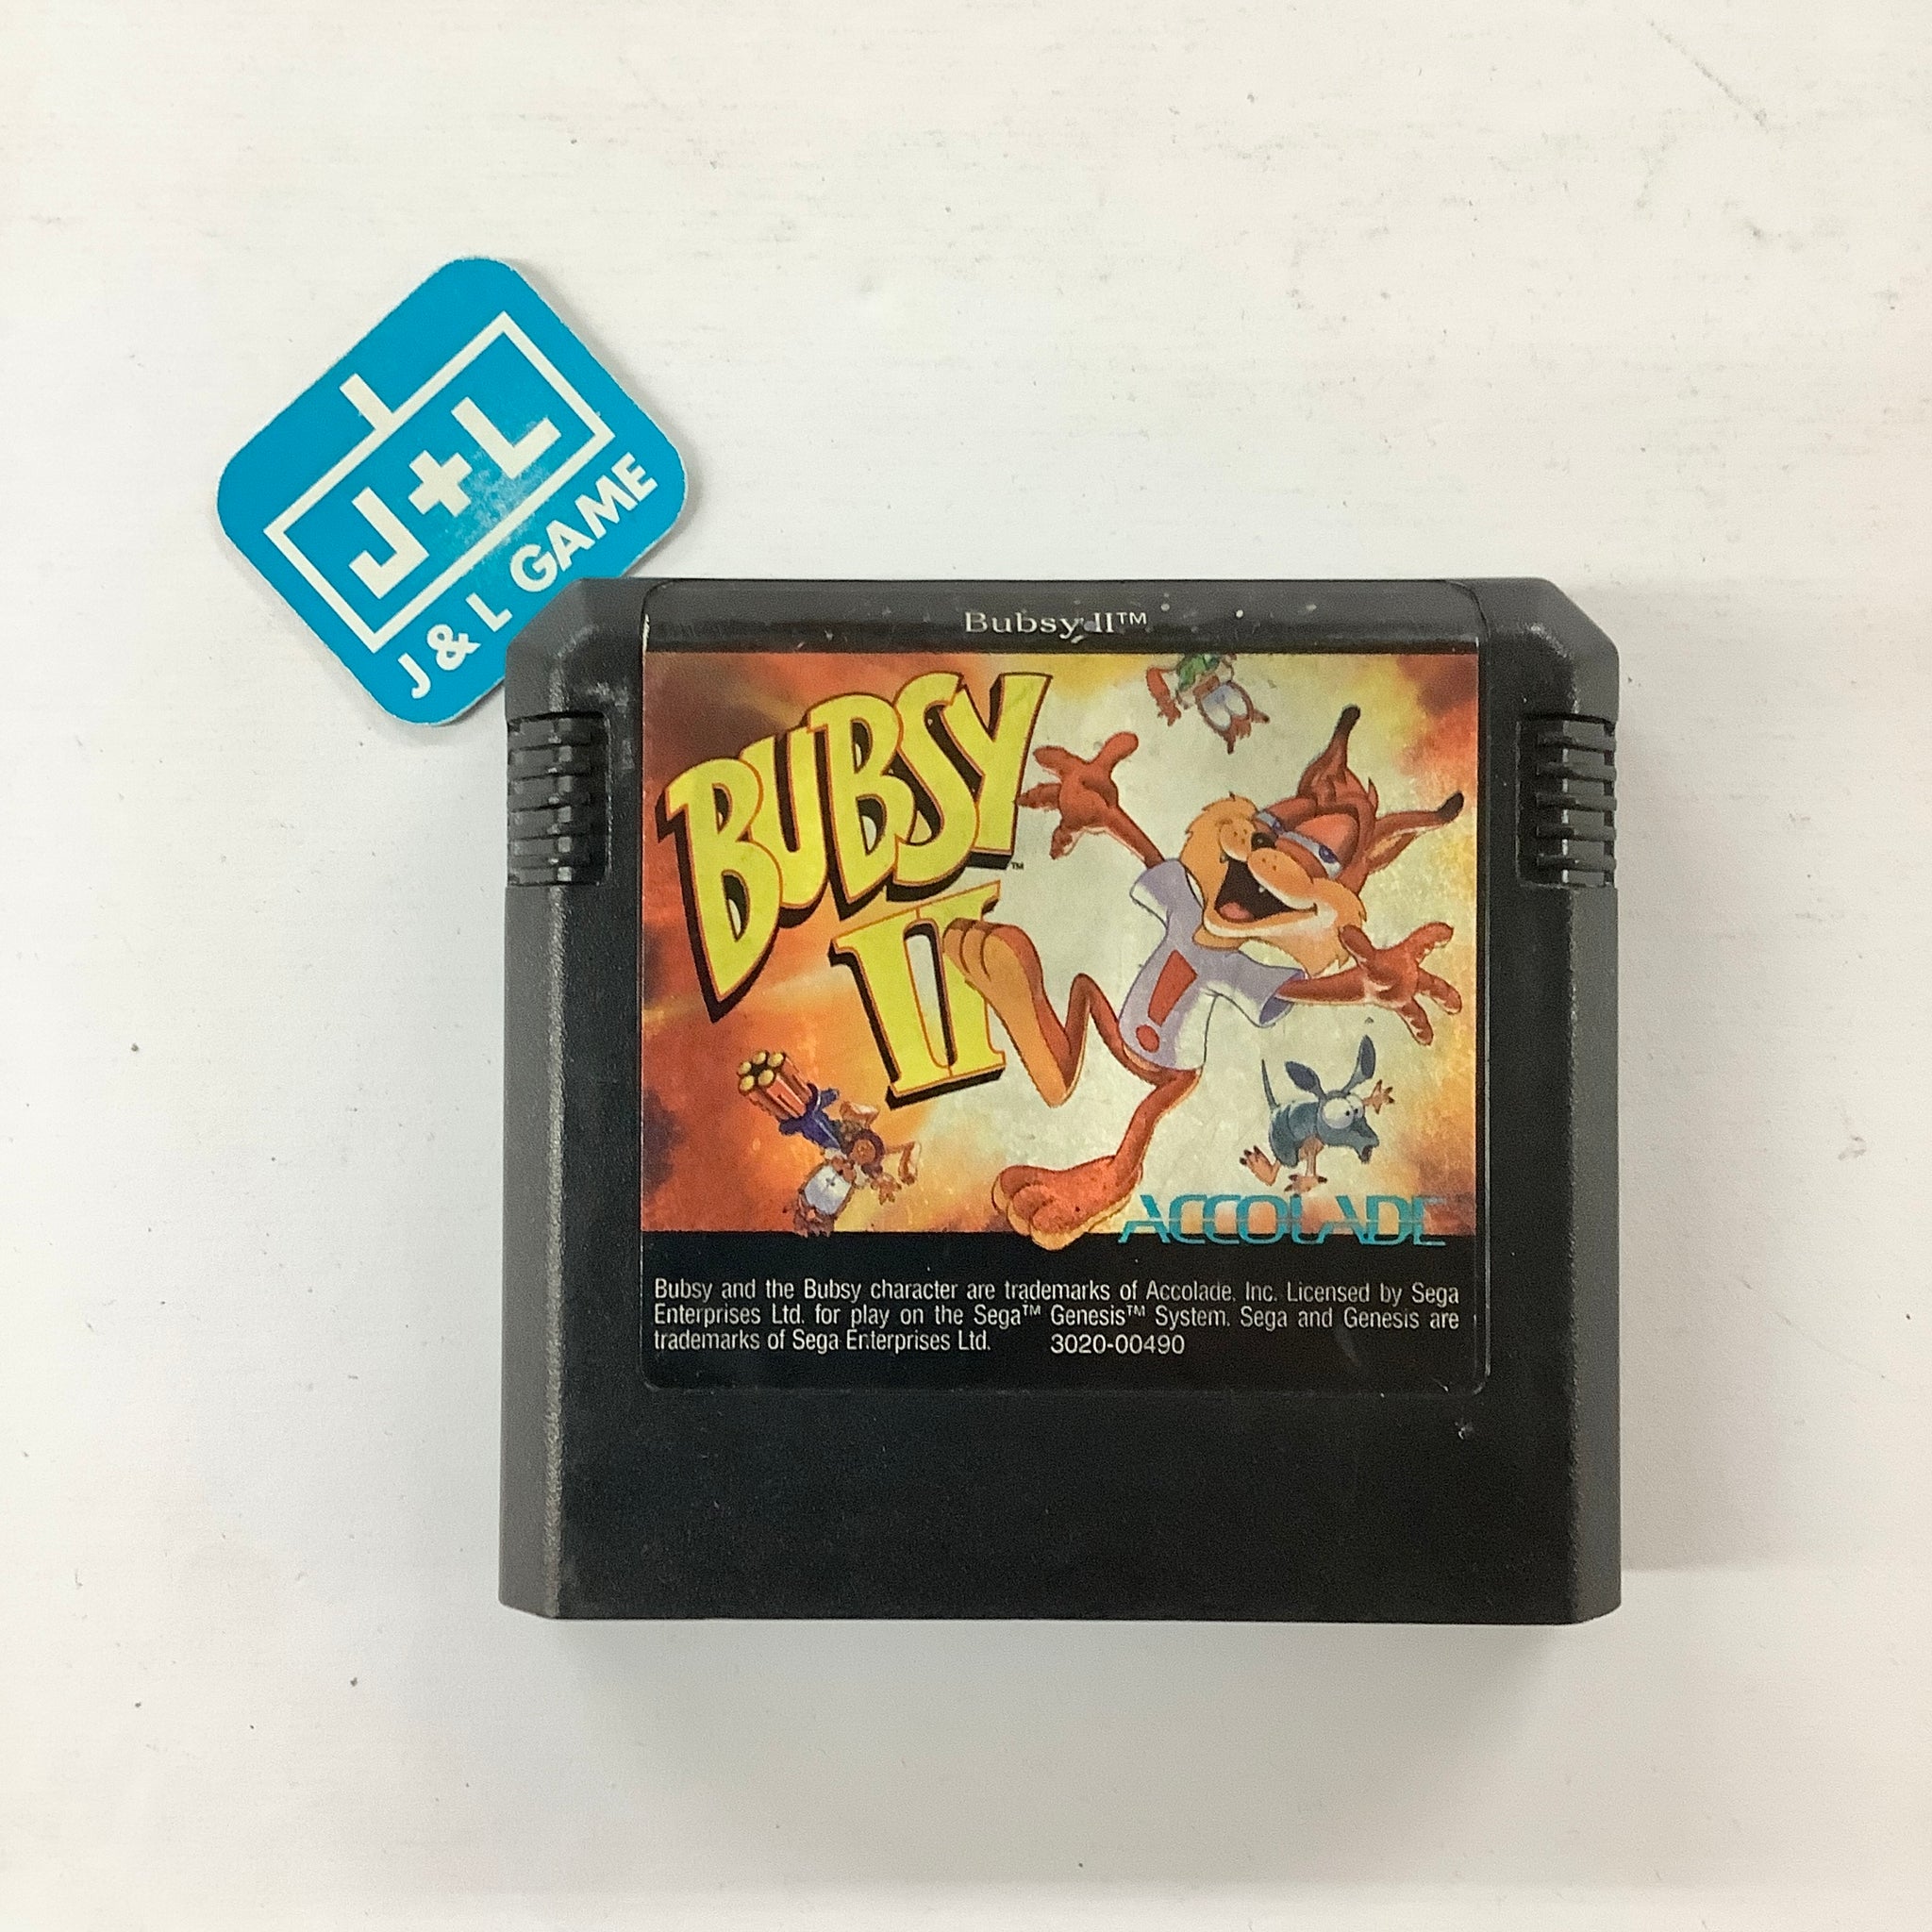 J+L
J & L GAME
Bubsy II™
BUBSY™
II
ACCOLADE
Bubsy and the Bubsy character are trademarks of Accolade, Inc. Licensed by Sega
Enterprises Ltd. for play on the Sega™ Genesis™ System. Sega and Genesis are
trademarks of Sega Enterprises Ltd. 3020-00490